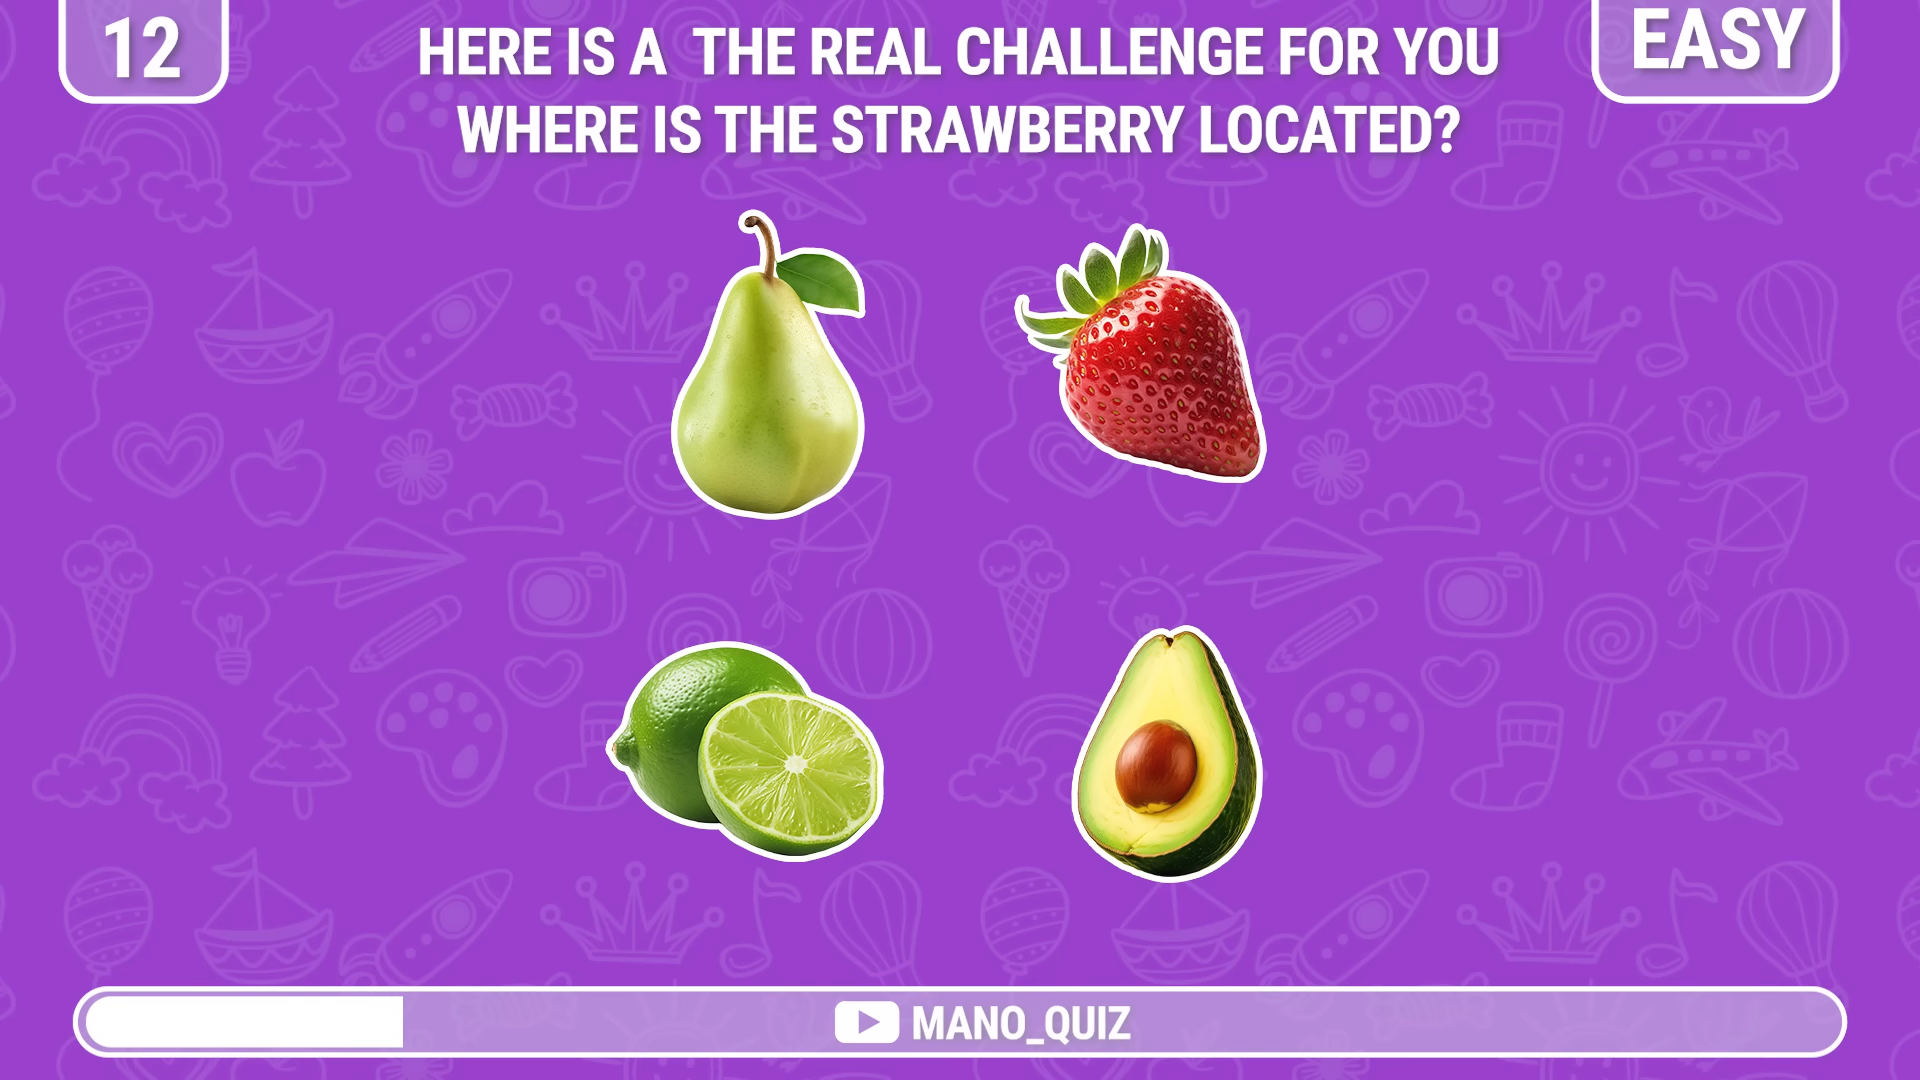 12
HERE IS A  THE REAL CHALLENGE FOR YOU
WHERE IS THE STRAWBERRY LOCATED?
EASY
MANO_QUIZ